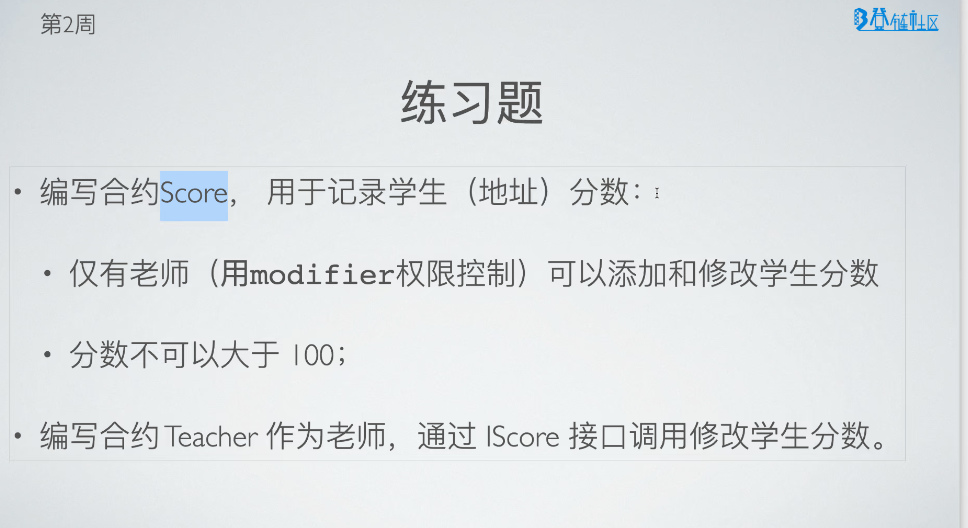 第2周
登链社区
练习题
• 编写合约Score， 用于记录学生（地址）分数：
• 仅有老师（用modifier权限控制）可以添加和修改学生分数
• 分数不可以大于 100；
• 编写合约 Teacher 作为老师，通过 IScore 接口调用修改学生分数。